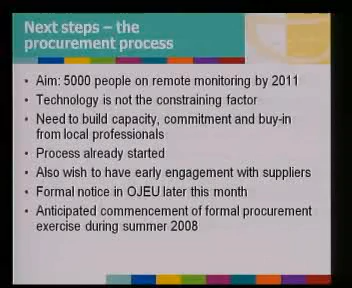 Next steps – the
procurement process
• Aim: 5000 people on remote monitoring by 2011
• Technology is not the constraining factor
• Need to build capacity, commitment and buy-in
from local professionals
• Process already started
• Also wish to have early engagement with suppliers
• Formal notice in OJEU later this month
• Anticipated commencement of formal procurement
exercise during summer 2008